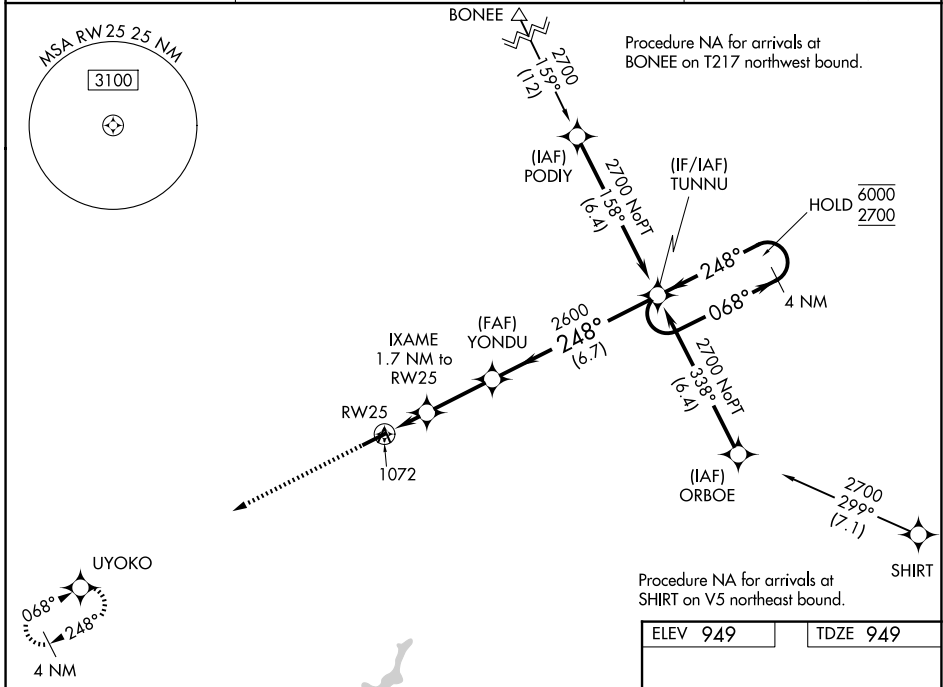 MSA RW25 25 NM
3100
BONEE
2700
159°
(12)
Procedure NA for arrivals at
BONEE on T217 northwest bound.
(IAF)
PODIY
2700 NoPT
158°
(6.4)
(IF/IAF)
TUNNU
HOLD
6000
2700
248°
068°
4 NM
2600
248°
(6.7)
(FAF)
YONDU
IXAME
1.7 NM to
RW25
RW25
1072
2700 NoPT
338°
(6.4)
(IAF)
ORBOE
2700
299°
(7.1)
SHIRT
UYOKO
068°
248°
4 NM
Procedure NA for arrivals at
SHIRT on V5 northeast bound.
ELEV 949
TDZE 949